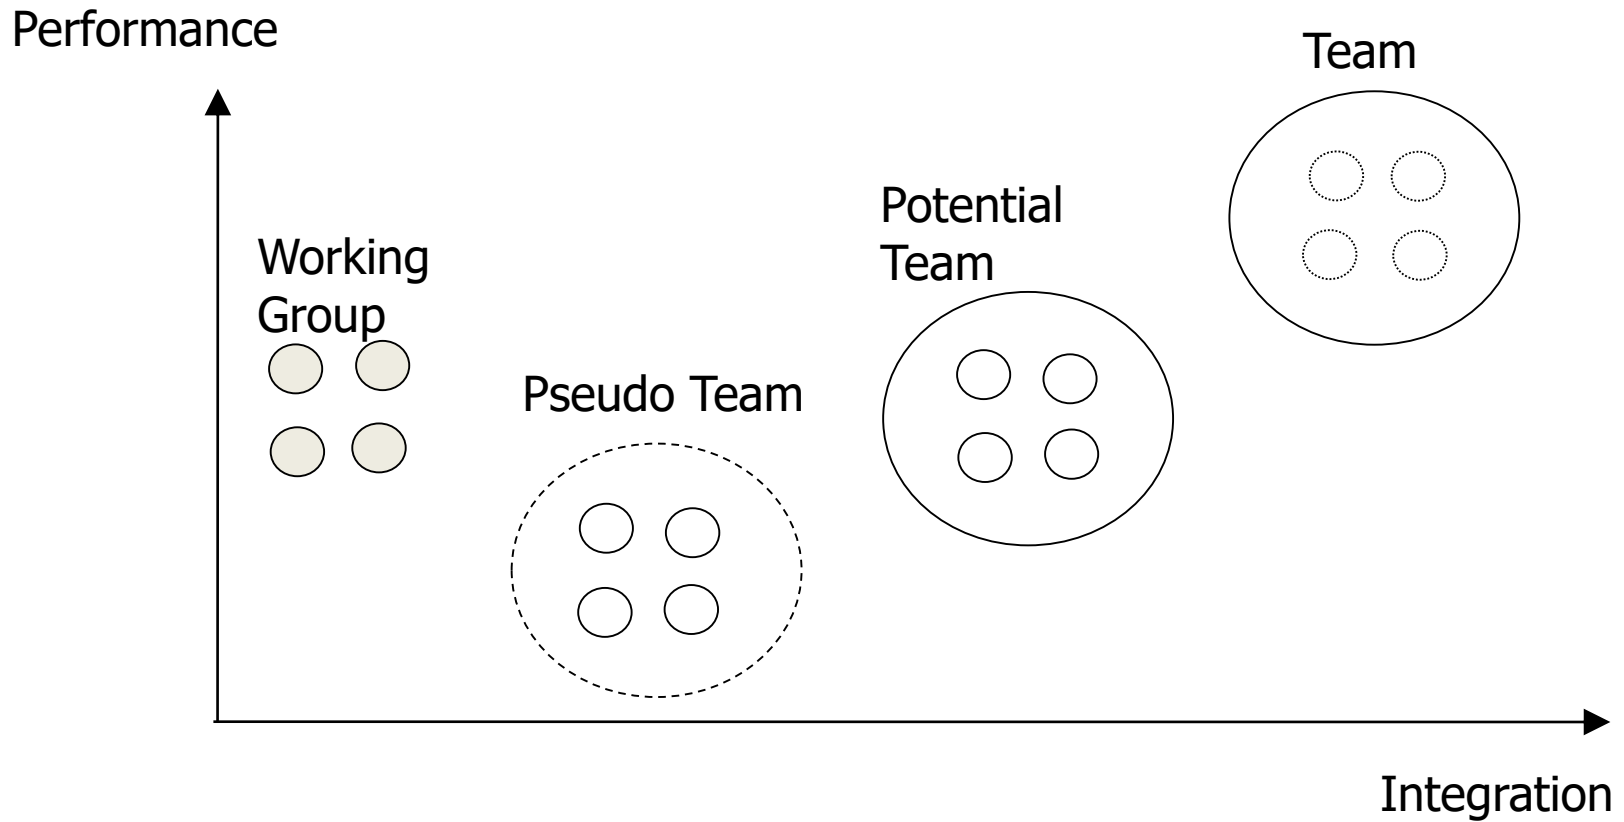 Performance
Team
Potential
Team
Working
Group
Pseudo Team
Integration